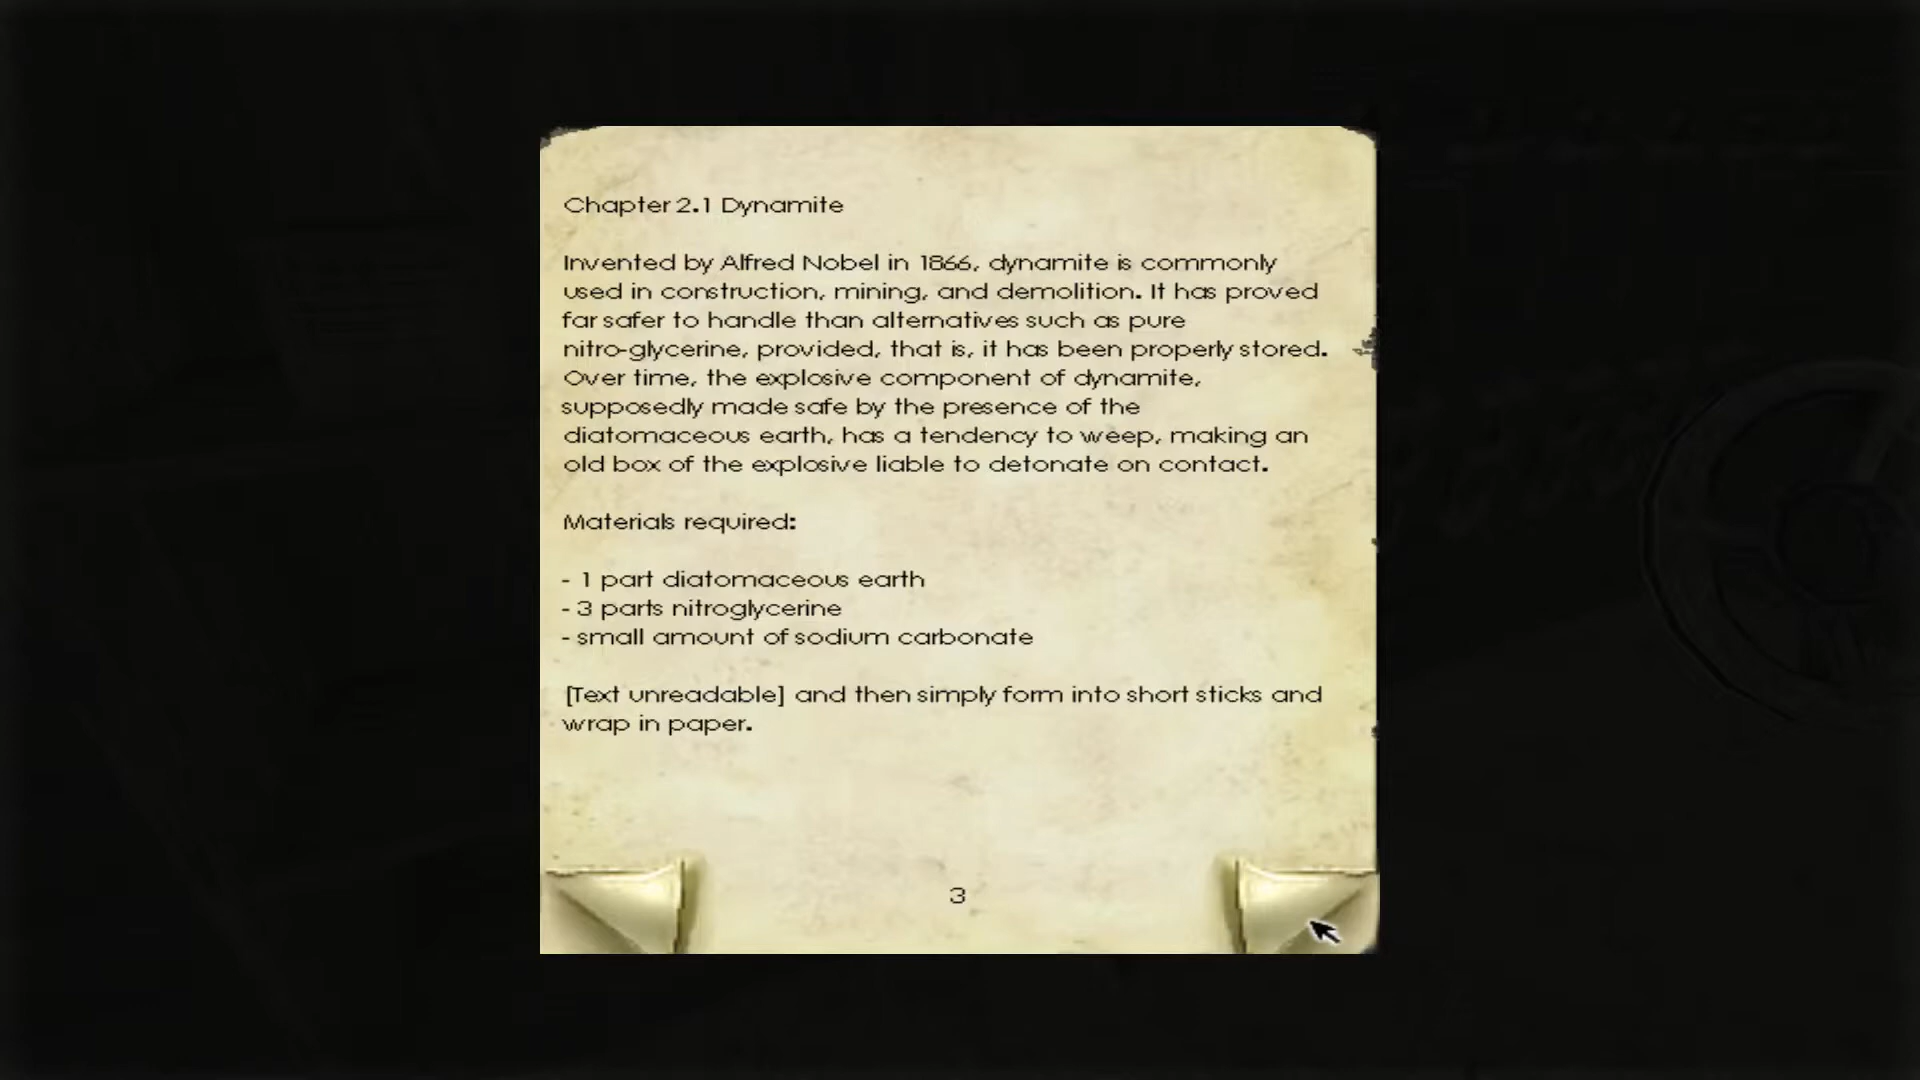 Chapter 2.1 Dynamite
Invented by Alfred Nobel in 1866, dynamite is commonly
used in construction, mining, and demolition. It has proved
far safer to handle than alternatives such as pure
nitro-glycerine, provided, that is, it has been properly stored.
Over time, the explosive component of dynamite,
supposedly made safe by the presence of the
diatomaceous earth, has a tendency to weep, making an
old box of the explosive liable to detonate on contact.
Materials required:
- 1 part diatomaceous earth
- 3 parts nitroglycerine
- small amount of sodium carbonate
[Text unreadable] and then simply form into short sticks and
wrap in paper.
3